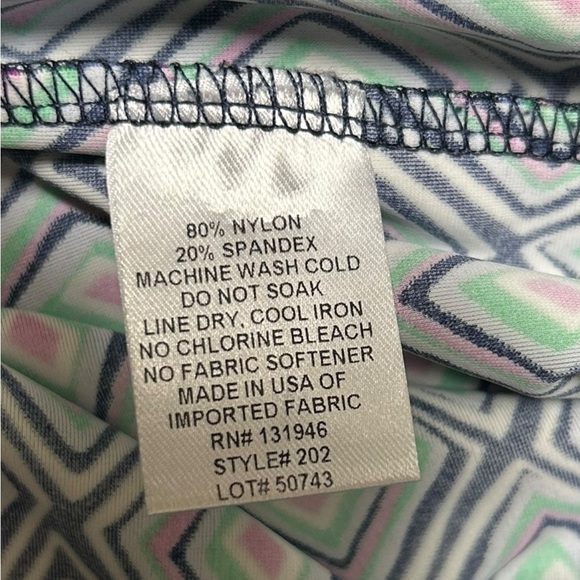 80% NYLON
20% SPANDEX
MACHINE WASH COLD
DO NOT SOAK
LINE DRY, COOL IRON
NO CHLORINE BLEACH
NO FABRIC SOFTENER
MADE IN USA OF
IMPORTED FABRIC
RN# 131946
STYLE# 202
LOT# 50743